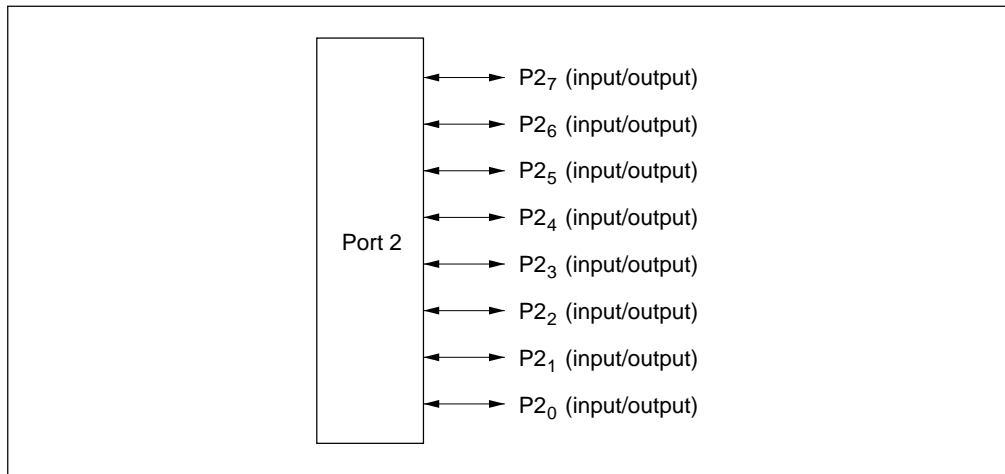 P2₇ (input/output)
P2₆ (input/output)
P2₅ (input/output)
P2₄ (input/output)
Port 2
P2₃ (input/output)
P2₂ (input/output)
P2₁ (input/output)
P2₀ (input/output)